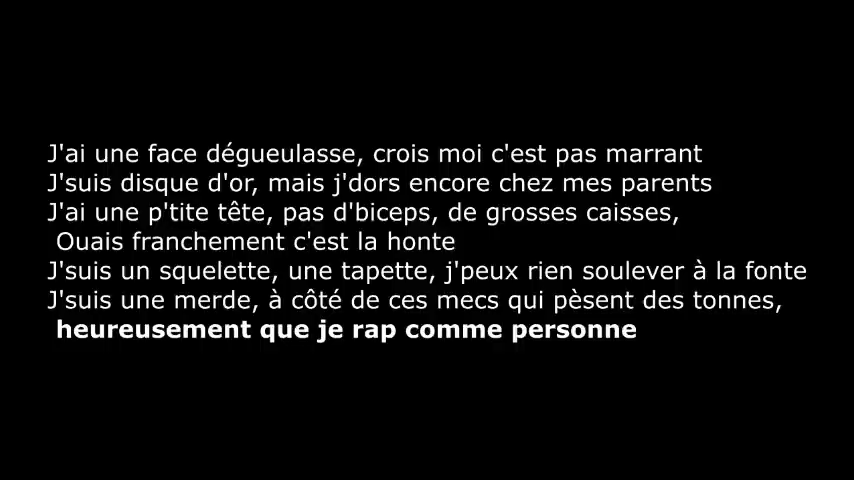 J'ai une face dégueulasse, crois moi c'est pas marrant
J'suis disque d'or, mais j'dors encore chez mes parents
J'ai une p'tite tête, pas d'biceps, de grosses caisses,
Ouais franchement c'est la honte
J'suis un squelette, une tapette, j'peux rien soulever à la fonte
J'suis une merde, à côté de ces mecs qui pèsent des tonnes,
heureusement que je rap comme personne